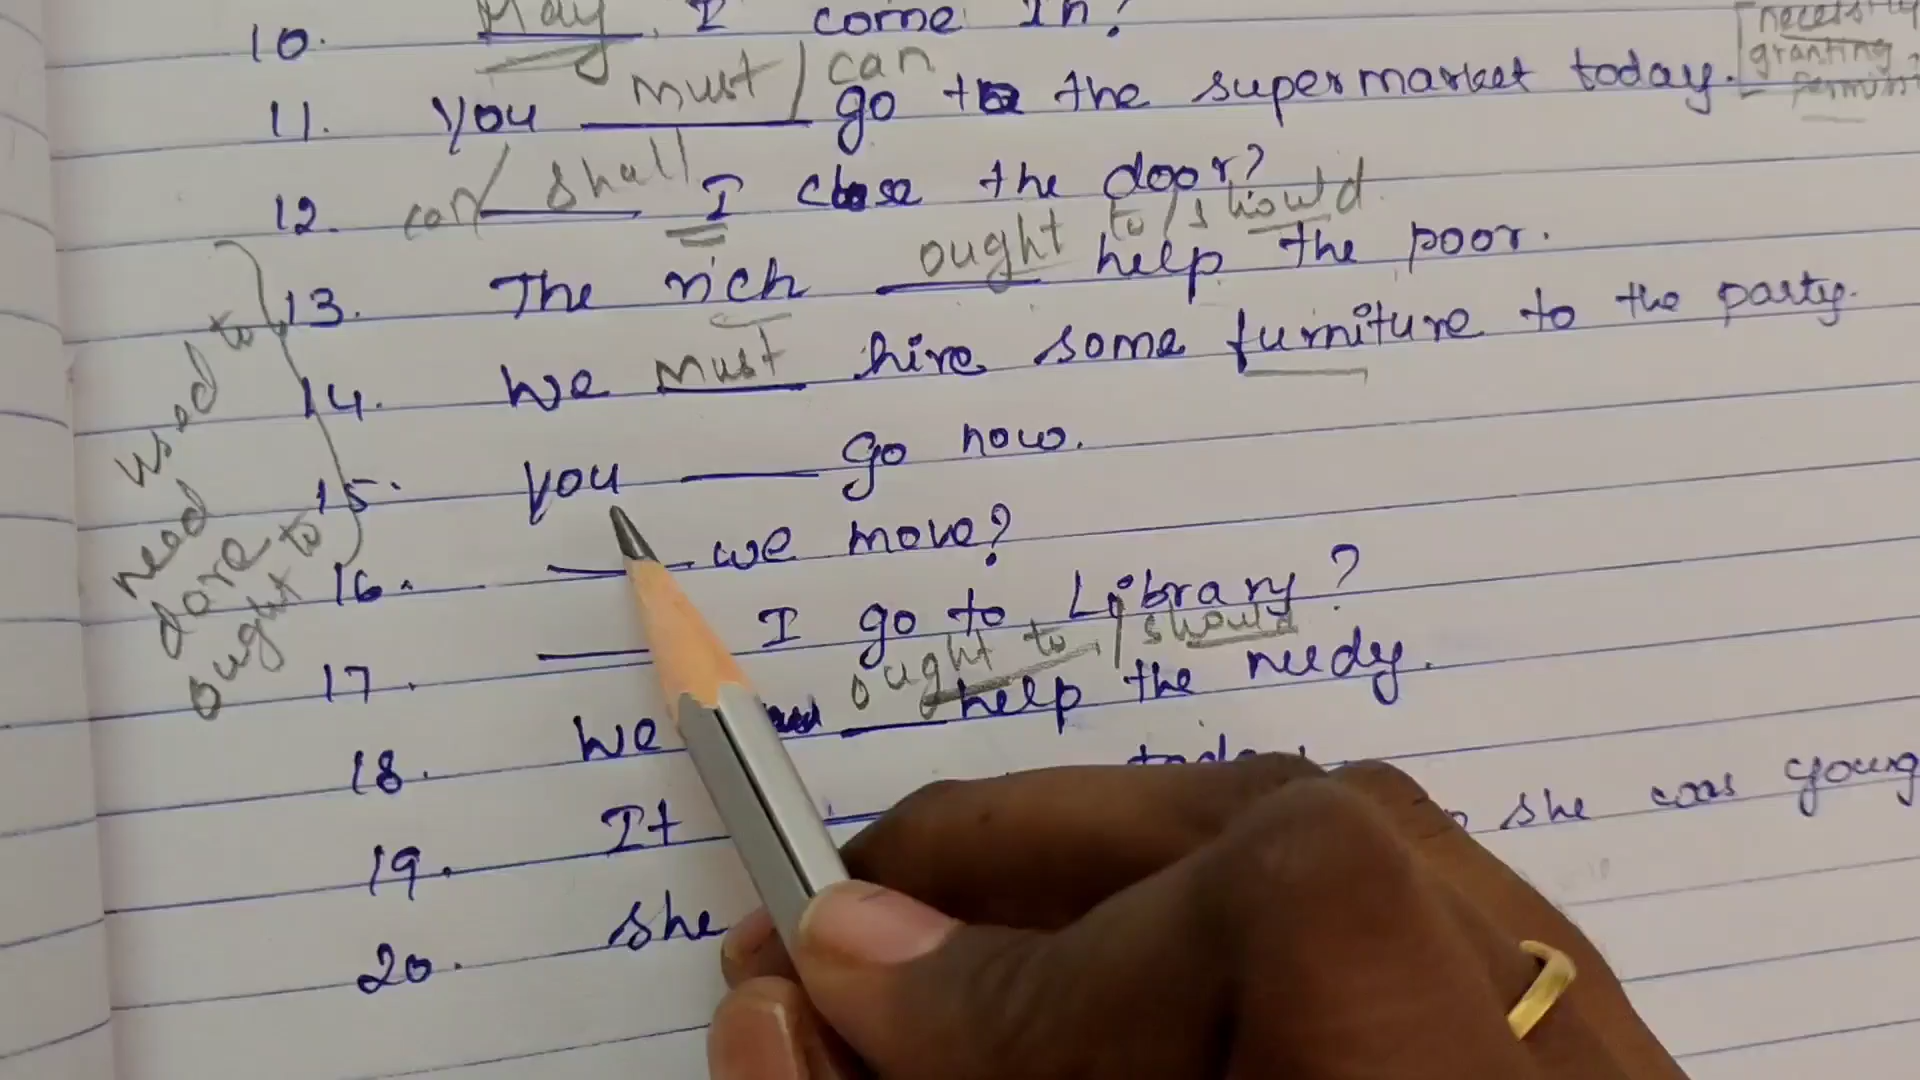 10. May I come In?
necessity
granting
11. You must / can go to the supermarket today.
12. can / shall I close the door?
13. The rich ought to / should help the poor.
14. We must hire some furniture to the party.
15. You ____ go now.
16. ____ we move?
17. ____ I go to Library?
18. We ought to / should help the needy.
19. It
20. She she was young
used to
need
dare
ought to